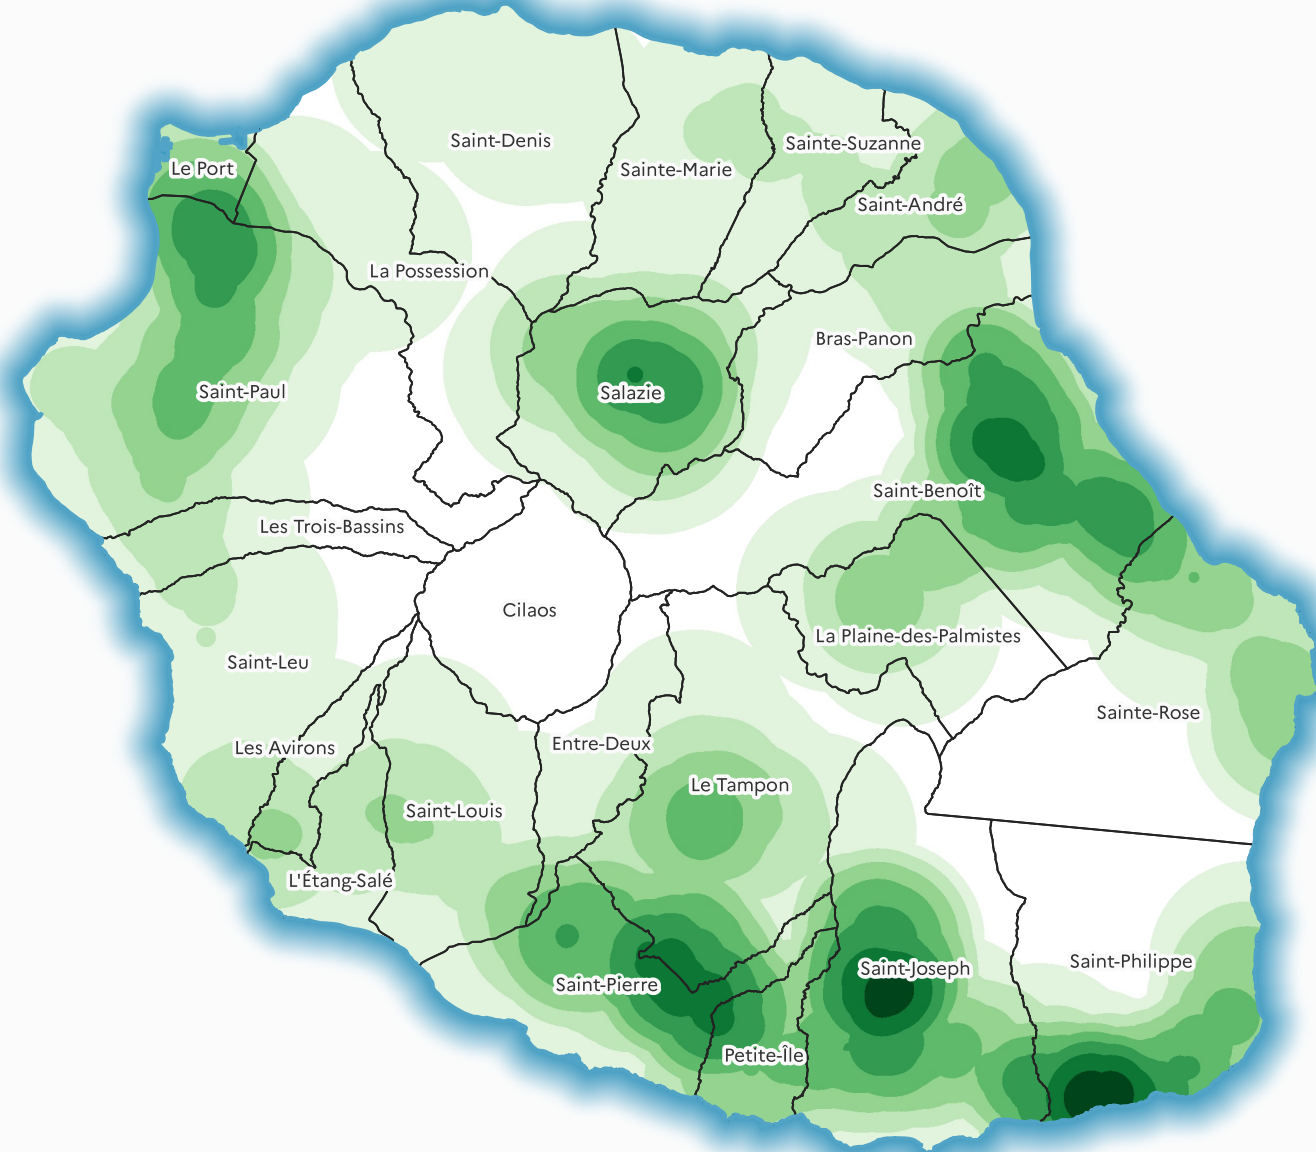 Saint-Denis
Sainte-Suzanne
Le Port
Sainte-Marie
Saint-André
La Possession
Bras-Panon
Saint-Paul
Salazie
Saint-Benoît
Les Trois-Bassins
Cilaos
La Plaine-des-Palmistes
Saint-Leu
Sainte-Rose
Les Avirons
Entre-Deux
Le Tampon
Saint-Louis
L'Étang-Salé
Saint-Philippe
Saint-Joseph
Saint-Pierre
Petite-Île